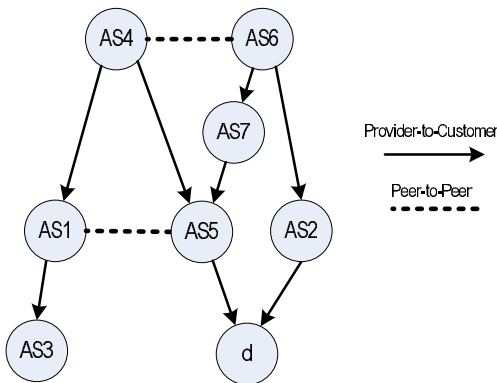 AS4
AS6
AS7
Provider-to-Customer
Peer-to-Peer
AS1
AS5
AS2
AS3
d